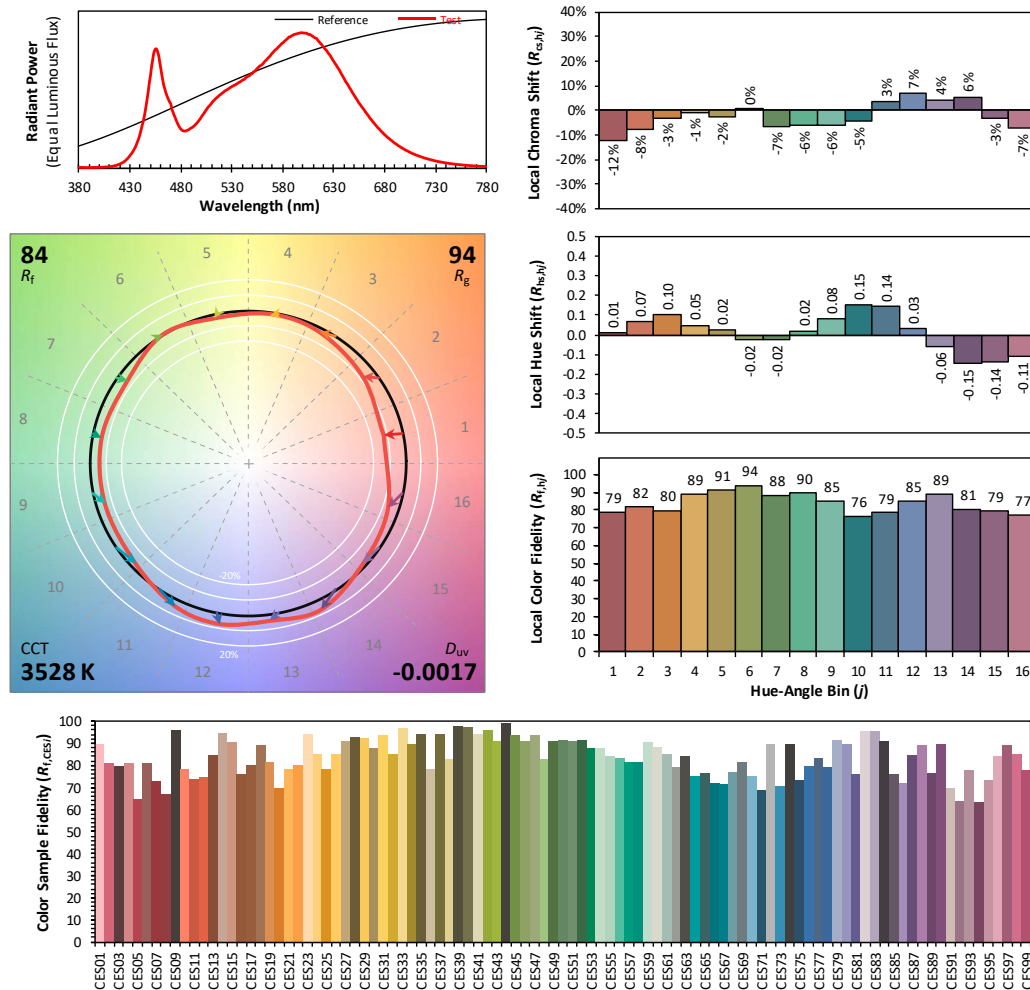 Reference
Test
Radiant Power
(Equal Luminous Flux)
380 430 480 530 580 630 680 730 780
Wavelength (nm)
Local Chroma Shift (Rcs,hj)
40%
30%
20%
10%
0%
-10%
-20%
-30%
-40%
-12% -8% -3% -1% -2% 0% -7% -6% -6% -5% 3% 7% 4% 6% -3% -7%
84
Rf
94
Rg
5 4
6 3
7 2
8 1
9 16
10 15
11 14
12 13
-20%
20%
CCT
3528 K
Duv
-0.0017
Local Hue Shift (Rhs,hj)
0.5
0.4
0.3
0.2
0.1
0.0
-0.1
-0.2
-0.3
-0.4
-0.5
0.01 0.07 0.10 0.05 0.02 -0.02 -0.02 0.02 0.08 0.15 0.14 0.03 -0.06 -0.15 -0.14 -0.11
Local Color Fidelity (Rf,hj)
100
90
80
70
60
50
40
30
20
10
0
79 82 80 89 91 94 88 90 85 76 79 85 89 81 79 77
1 2 3 4 5 6 7 8 9 10 11 12 13 14 15 16
Hue-Angle Bin (j)
Color Sample Fidelity (Rf,CESi)
100
90
80
70
60
50
40
30
20
10
0
CES01 CES03 CES05 CES07 CES09 CES11 CES13 CES15 CES17 CES19 CES21 CES23 CES25 CES27 CES29 CES31 CES33 CES35 CES37 CES39 CES41 CES43 CES45 CES47 CES49 CES51 CES53 CES55 CES57 CES59 CES61 CES63 CES65 CES67 CES69 CES71 CES73 CES75 CES77 CES79 CES81 CES83 CES85 CES87 CES89 CES91 CES93 CES95 CES97 CES99